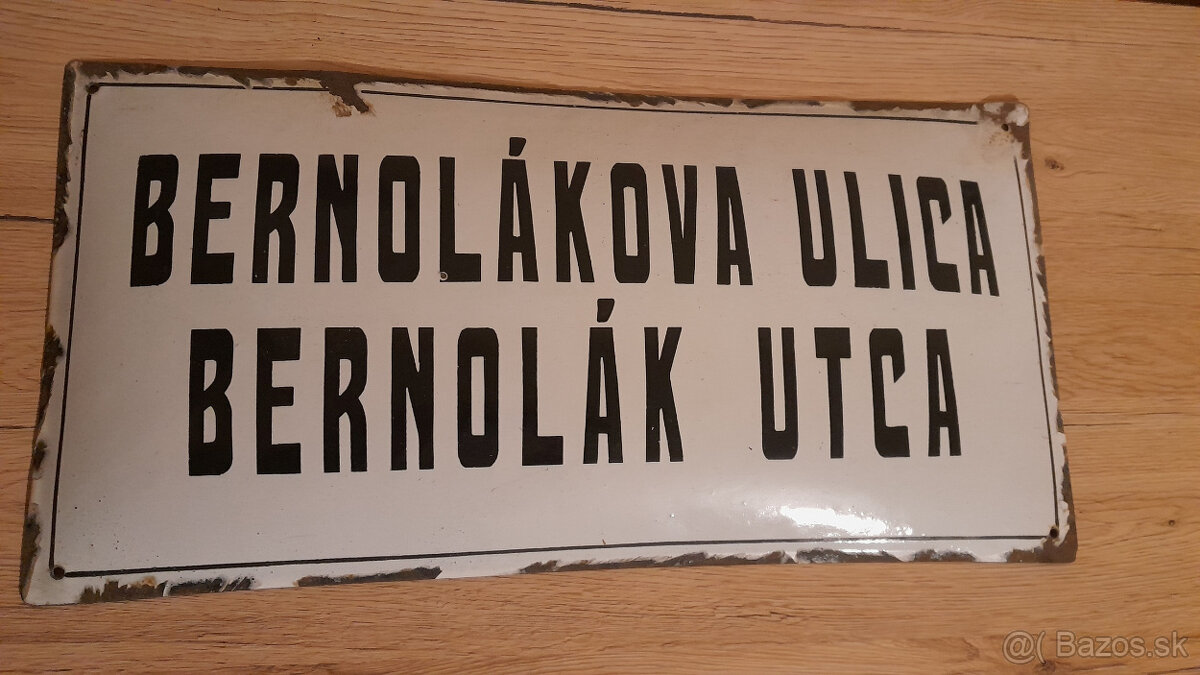 BERNOLÁKOVA ULICA
BERNOLÁK UTCA
@( Bazos.sk